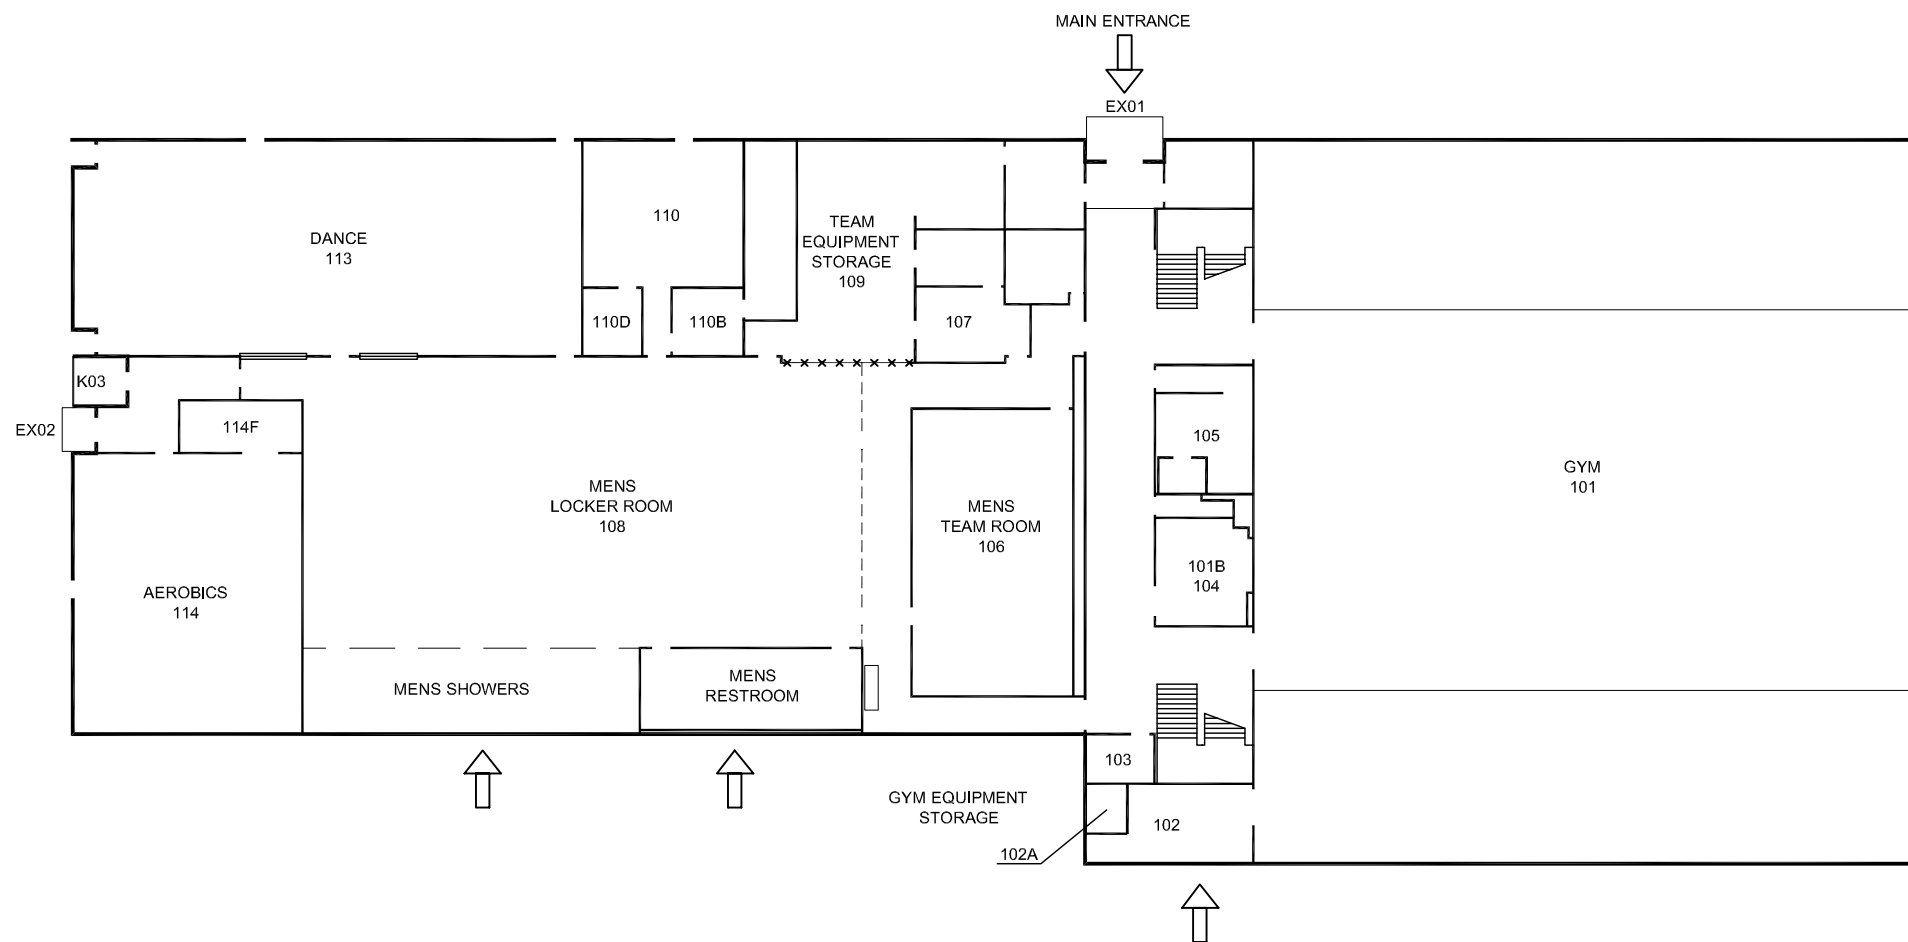 MAIN ENTRANCE
EX01
110
TEAM
EQUIPMENT
STORAGE
109
DANCE
113
110D
110B
107
K03
114F
EX02
105
GYM
101
MENS
LOCKER ROOM
108
MENS
TEAM ROOM
106
101B
104
AEROBICS
114
MENS SHOWERS
MENS
RESTROOM
103
GYM EQUIPMENT
STORAGE
102
102A